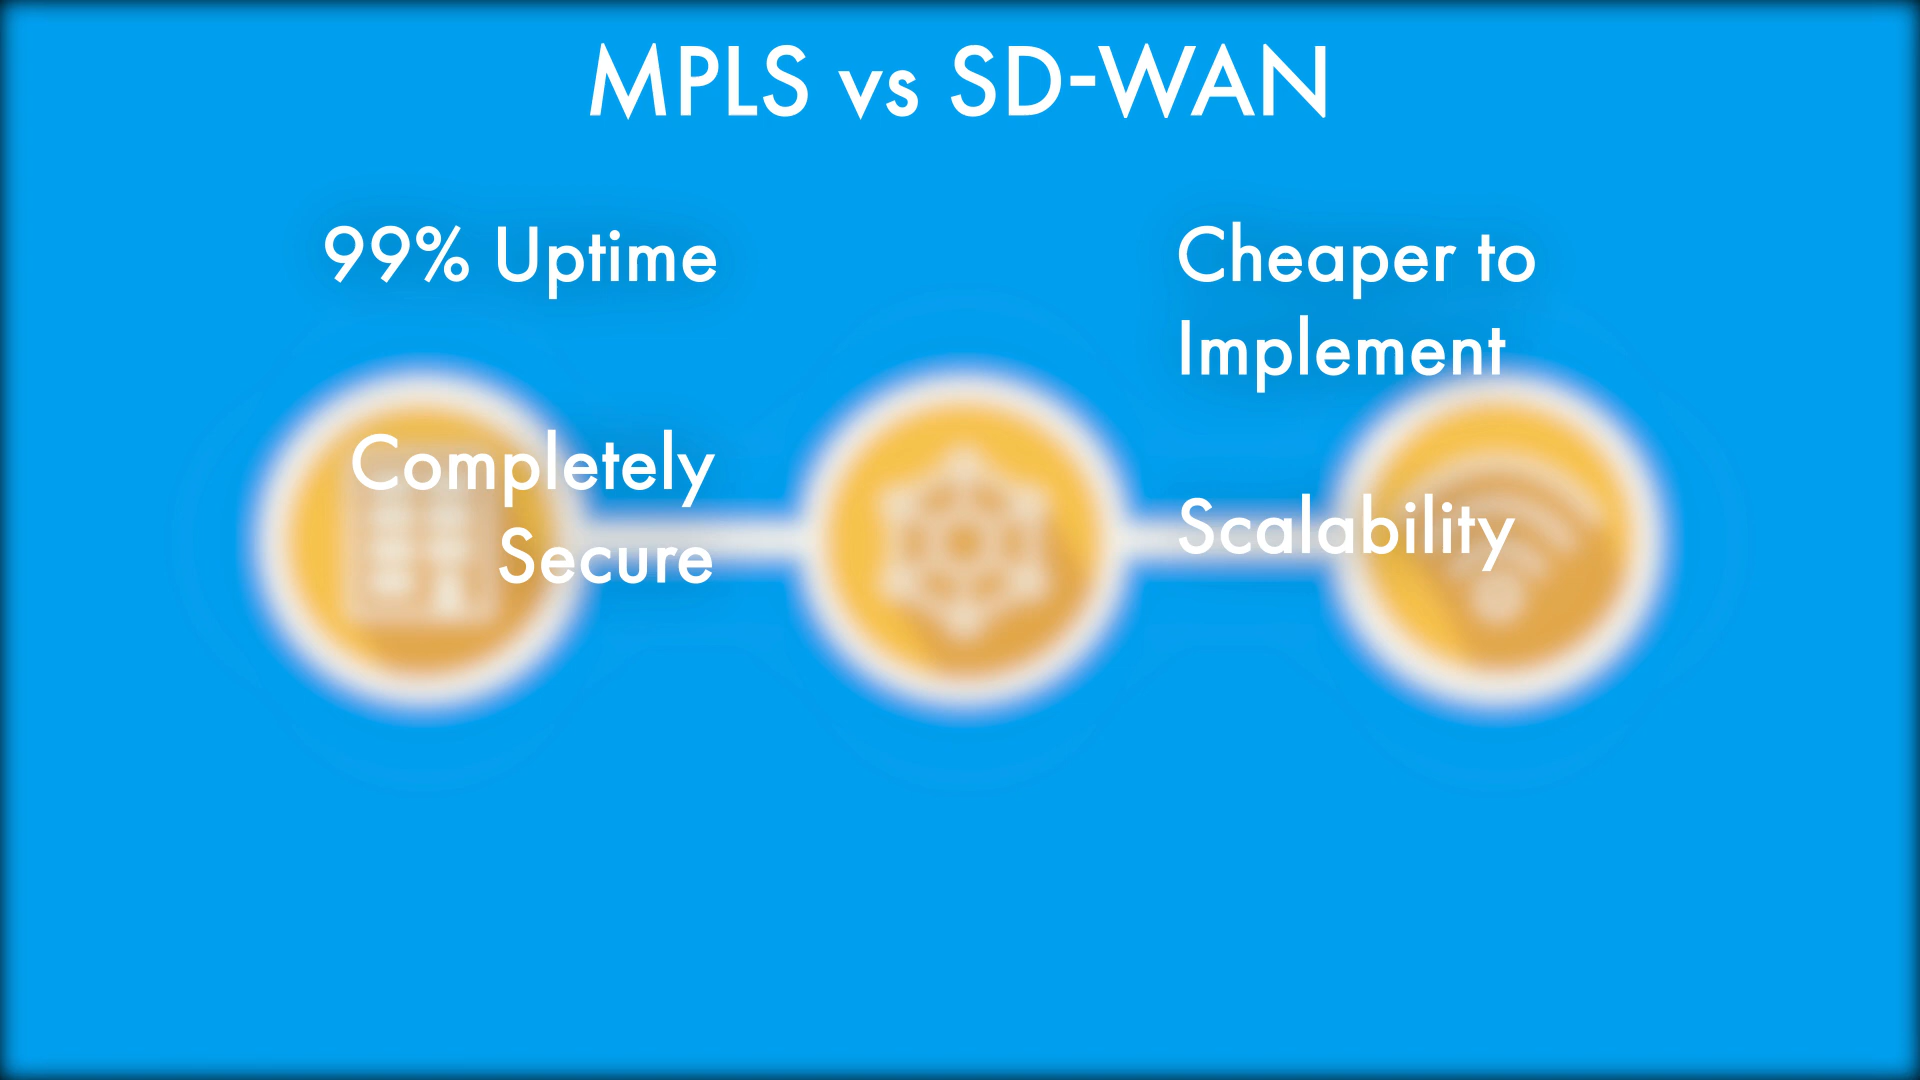 MPLS vs SD-WAN
99% Uptime
Completely
Secure
Cheaper to
Implement
Scalability